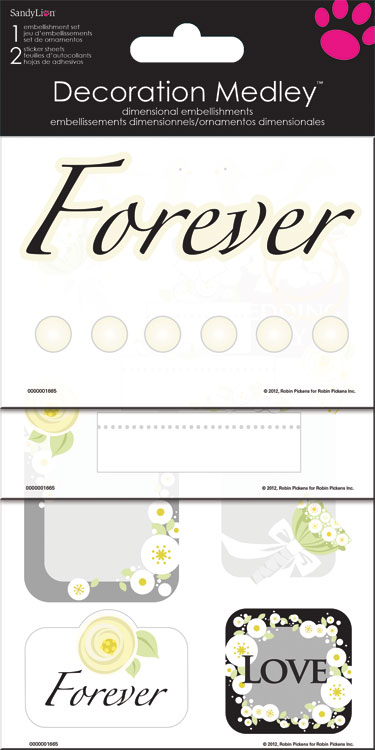 SandyLion
1 embellishment set
jeu d'embellissements
set de ornamentos
2 sticker sheets
feuilles d'autocollants
hojas de adhesivos
Decoration Medley™
dimensional embellishments
embellissements dimensionnels/ornamentos dimensionales
Forever
0000001665 © 2012, Robin Pickens for Robin Pickens Inc.
0000001665 © 2012, Robin Pickens for Robin Pickens Inc.
Forever
LOVE
0000001665 © 2012, Robin Pickens for Robin Pickens Inc.